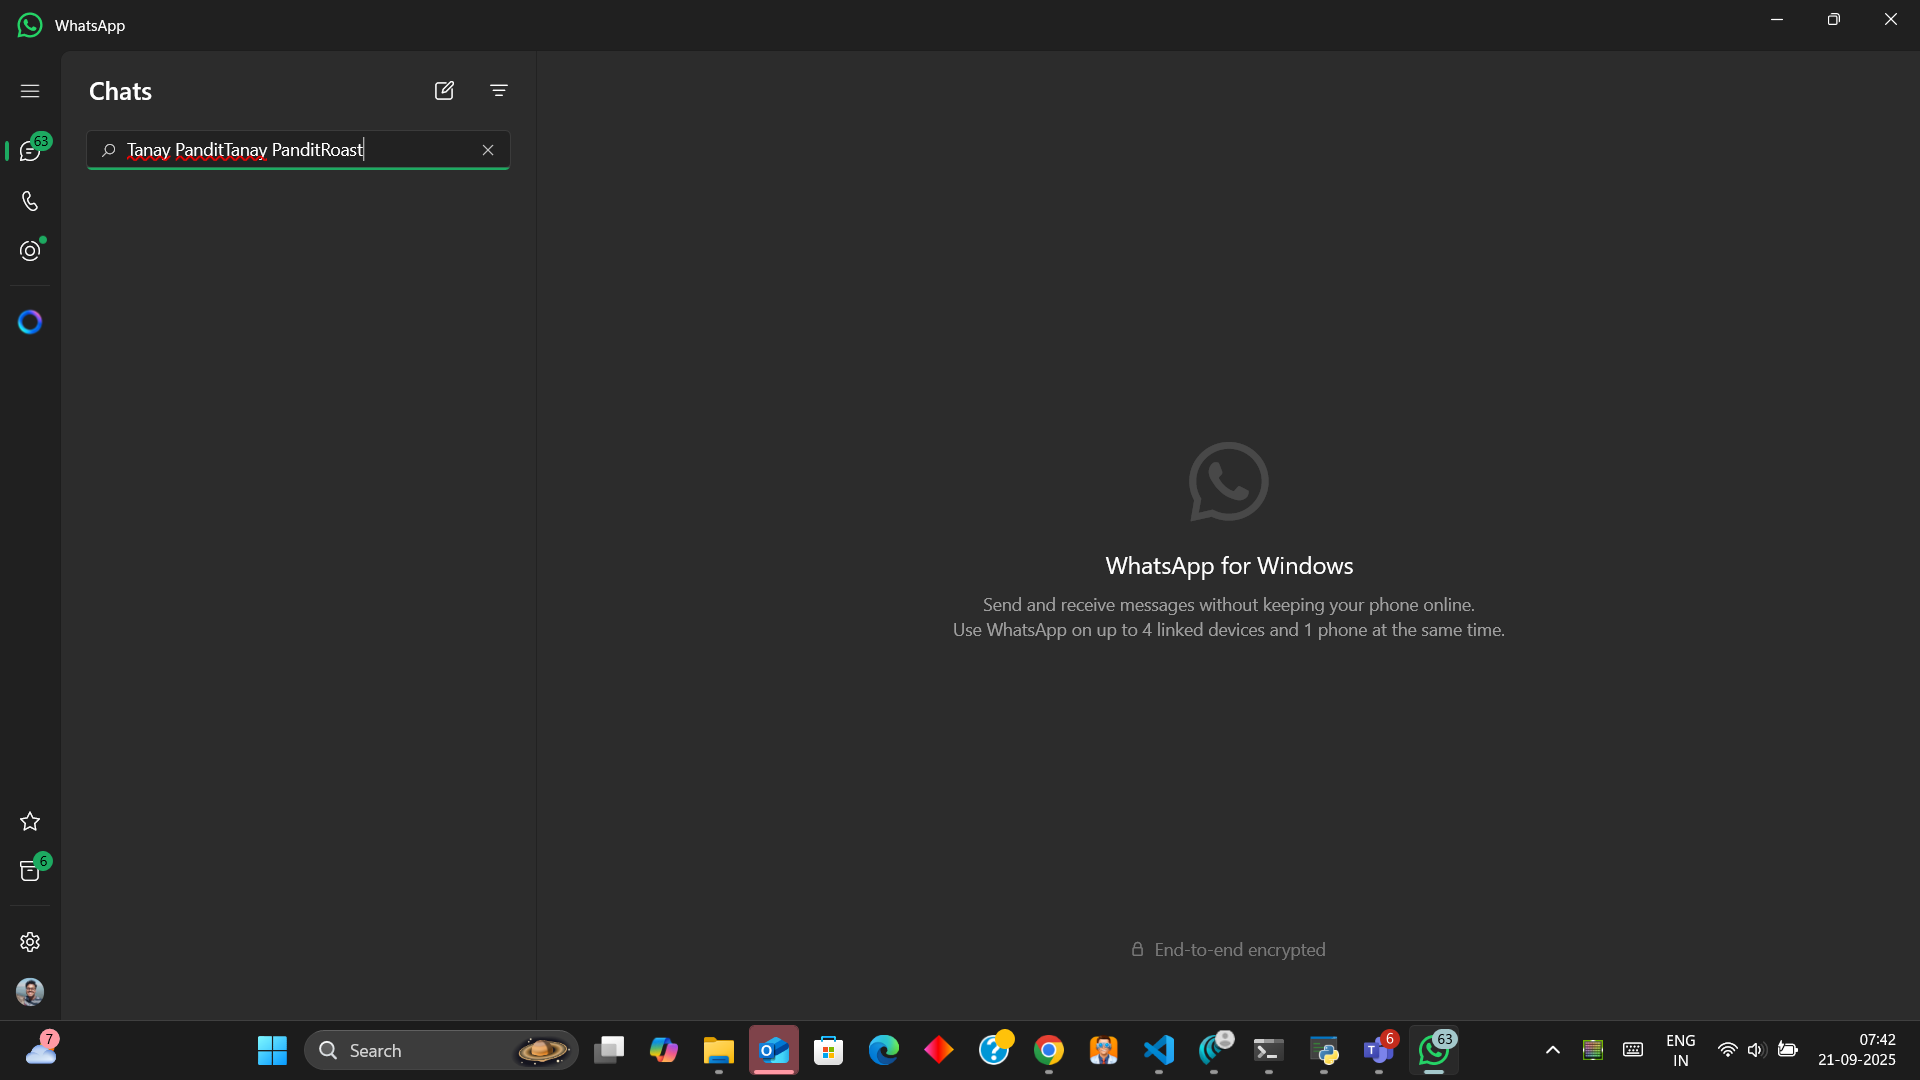 WhatsApp
Chats
63
Tanay PanditTanay PanditRoast
WhatsApp for Windows
Send and receive messages without keeping your phone online.
Use WhatsApp on up to 4 linked devices and 1 phone at the same time.
6
End-to-end encrypted
7
Search
6
63
ENG
IN
07:42
21-09-2025